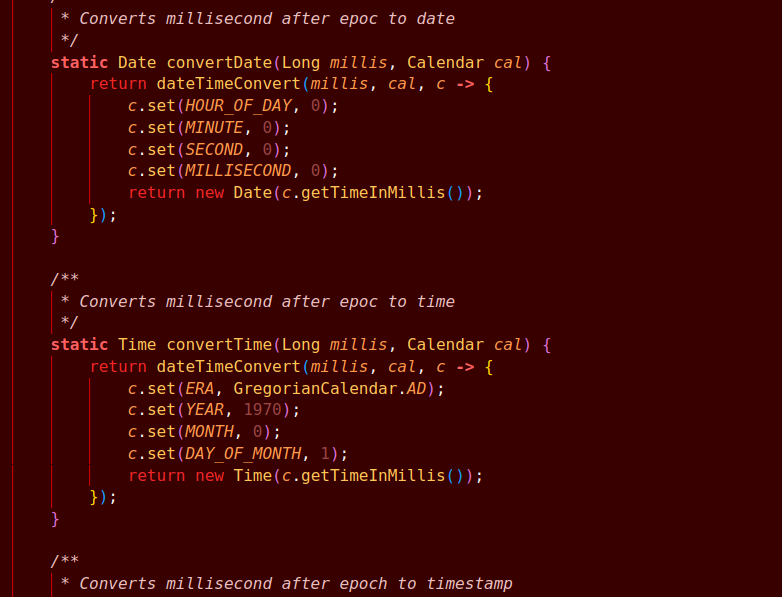 * Converts millisecond after epoc to date
*/
static Date convertDate(Long millis, Calendar cal) {
return dateTimeConvert(millis, cal, c -> {
c.set(HOUR_OF_DAY, 0);
c.set(MINUTE, 0);
c.set(SECOND, 0);
c.set(MILLISECOND, 0);
return new Date(c.getTimeInMillis());
});
}
/**
* Converts millisecond after epoc to time
*/
static Time convertTime(Long millis, Calendar cal) {
return dateTimeConvert(millis, cal, c -> {
c.set(ERA, GregorianCalendar.AD);
c.set(YEAR, 1970);
c.set(MONTH, 0);
c.set(DAY_OF_MONTH, 1);
return new Time(c.getTimeInMillis());
});
}
/**
* Converts millisecond after epoch to timestamp